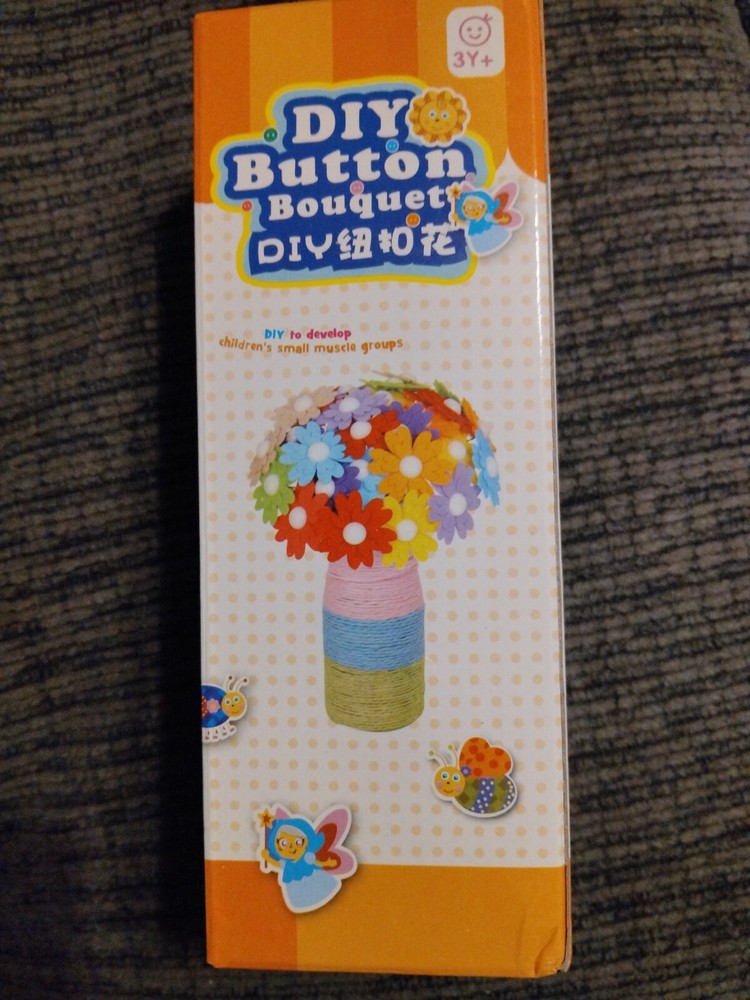 3Y+
DIY
Button
Bouquet
DIY纽扣花
DIY to develop
children's small muscle groups